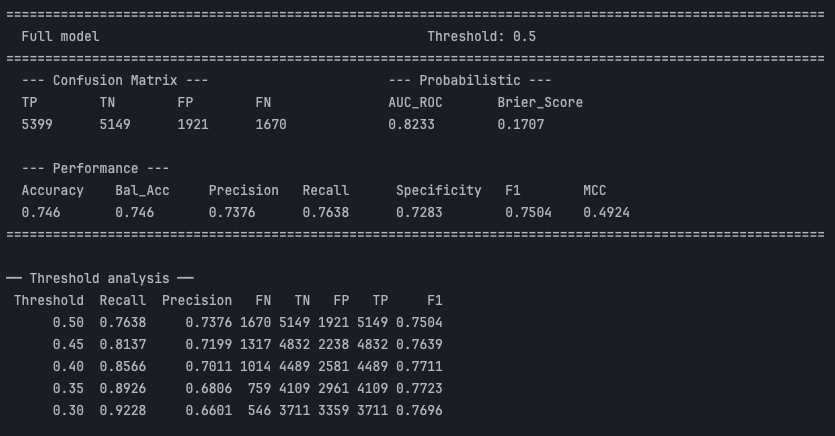 =========================================================================================================
Full model Threshold: 0.5
=========================================================================================================
--- Confusion Matrix --- --- Probabilistic ---
TP TN FP FN AUC_ROC Brier_Score
5399 5149 1921 1670 0.8233 0.1707
--- Performance ---
Accuracy Bal_Acc Precision Recall Specificity F1 MCC
0.746 0.746 0.7376 0.7638 0.7283 0.7504 0.4924
=========================================================================================================
── Threshold analysis ──
Threshold Recall Precision FN TN FP TP F1
0.50 0.7638 0.7376 1670 5149 1921 5149 0.7504
0.45 0.8137 0.7199 1317 4832 2238 4832 0.7639
0.40 0.8566 0.7011 1014 4489 2581 4489 0.7711
0.35 0.8926 0.6806 759 4109 2961 4109 0.7723
0.30 0.9228 0.6601 546 3711 3359 3711 0.7696